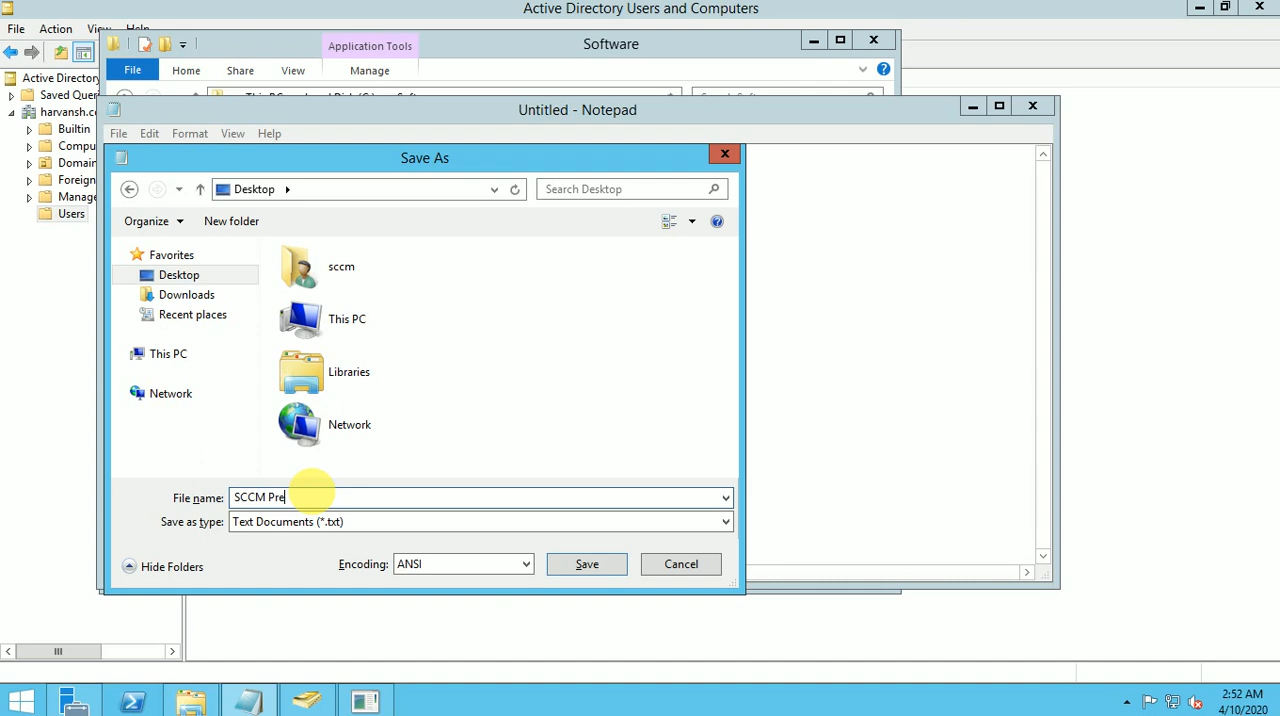 Active Directory Users and Computers
File Action View Help
Application Tools
Software
File Home Share View Manage
Active Directory
Saved Quer
harvansh.co
Builtin
Compu
Domain
Foreign
Manage
Users
Untitled - Notepad
File Edit Format View Help
Save As
Desktop
Search Desktop
Organize
New folder
Favorites
Desktop
Downloads
Recent places
This PC
Network
sccm
This PC
Libraries
Network
File name: SCCM Pre
Save as type: Text Documents (*.txt)
Hide Folders
Encoding: ANSI
Save
Cancel
2:52 AM
4/10/2020